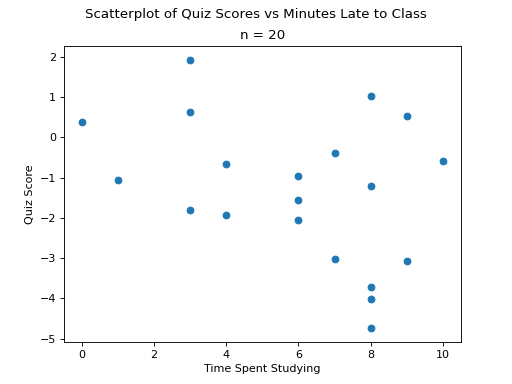 Scatterplot of Quiz Scores vs Minutes Late to Class
n = 20
2
1
0
−1
−2
−3
−4
−5
Quiz Score
0 2 4 6 8 10
Time Spent Studying